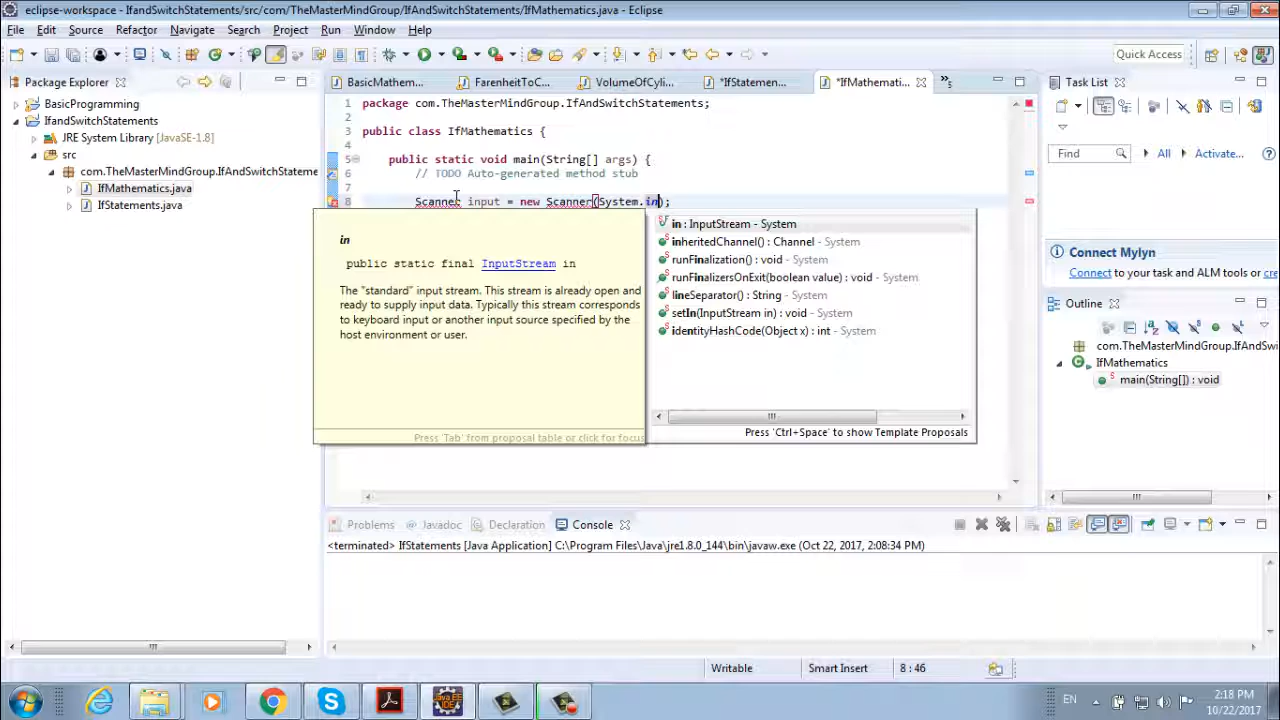 eclipse-workspace - IfandSwitchStatements/src/com/TheMasterMindGroup/IfAndSwitchStatements/IfMathematics.java - Eclipse
File Edit Source Refactor Navigate Search Project Run Window Help
Quick Access
Package Explorer
BasicMathem... FarenheitToC... VolumeOfCyli... *IfStatemen... *IfMathemati... »5
Task List
BasicProgramming
IfandSwitchStatements
JRE System Library [JavaSE-1.8]
src
com.TheMasterMindGroup.IfAndSwitchStateme
IfMathematics.java
IfStatements.java
1 package com.TheMasterMindGroup.IfAndSwitchStatements;
2
3 public class IfMathematics {
4
5 public static void main(String[] args) {
6 // TODO Auto-generated method stub
7
8 Scanner input = new Scanner(System.in);
in
public static final InputStream in
The "standard" input stream. This stream is already open and
ready to supply input data. Typically this stream corresponds
to keyboard input or another input source specified by the
host environment or user.
Press 'Tab' from proposal table or click for focus
in : InputStream - System
inheritedChannel() : Channel - System
runFinalization() : void - System
runFinalizersOnExit(boolean value) : void - System
lineSeparator() : String - System
setIn(InputStream in) : void - System
identityHashCode(Object x) : int - System
Press 'Ctrl+Space' to show Template Proposals
Find All Activate...
Connect Mylyn
Connect to your task and ALM tools or cre
Outline
com.TheMasterMindGroup.IfAndSwi
IfMathematics
main(String[]) : void
Problems Javadoc Declaration Console
<terminated> IfStatements [Java Application] C:\Program Files\Java\jre1.8.0_144\bin\javaw.exe (Oct 22, 2017, 2:08:34 PM)
Writable Smart Insert 8 : 46
Java EE IDE
EN
2:18 PM
10/22/2017